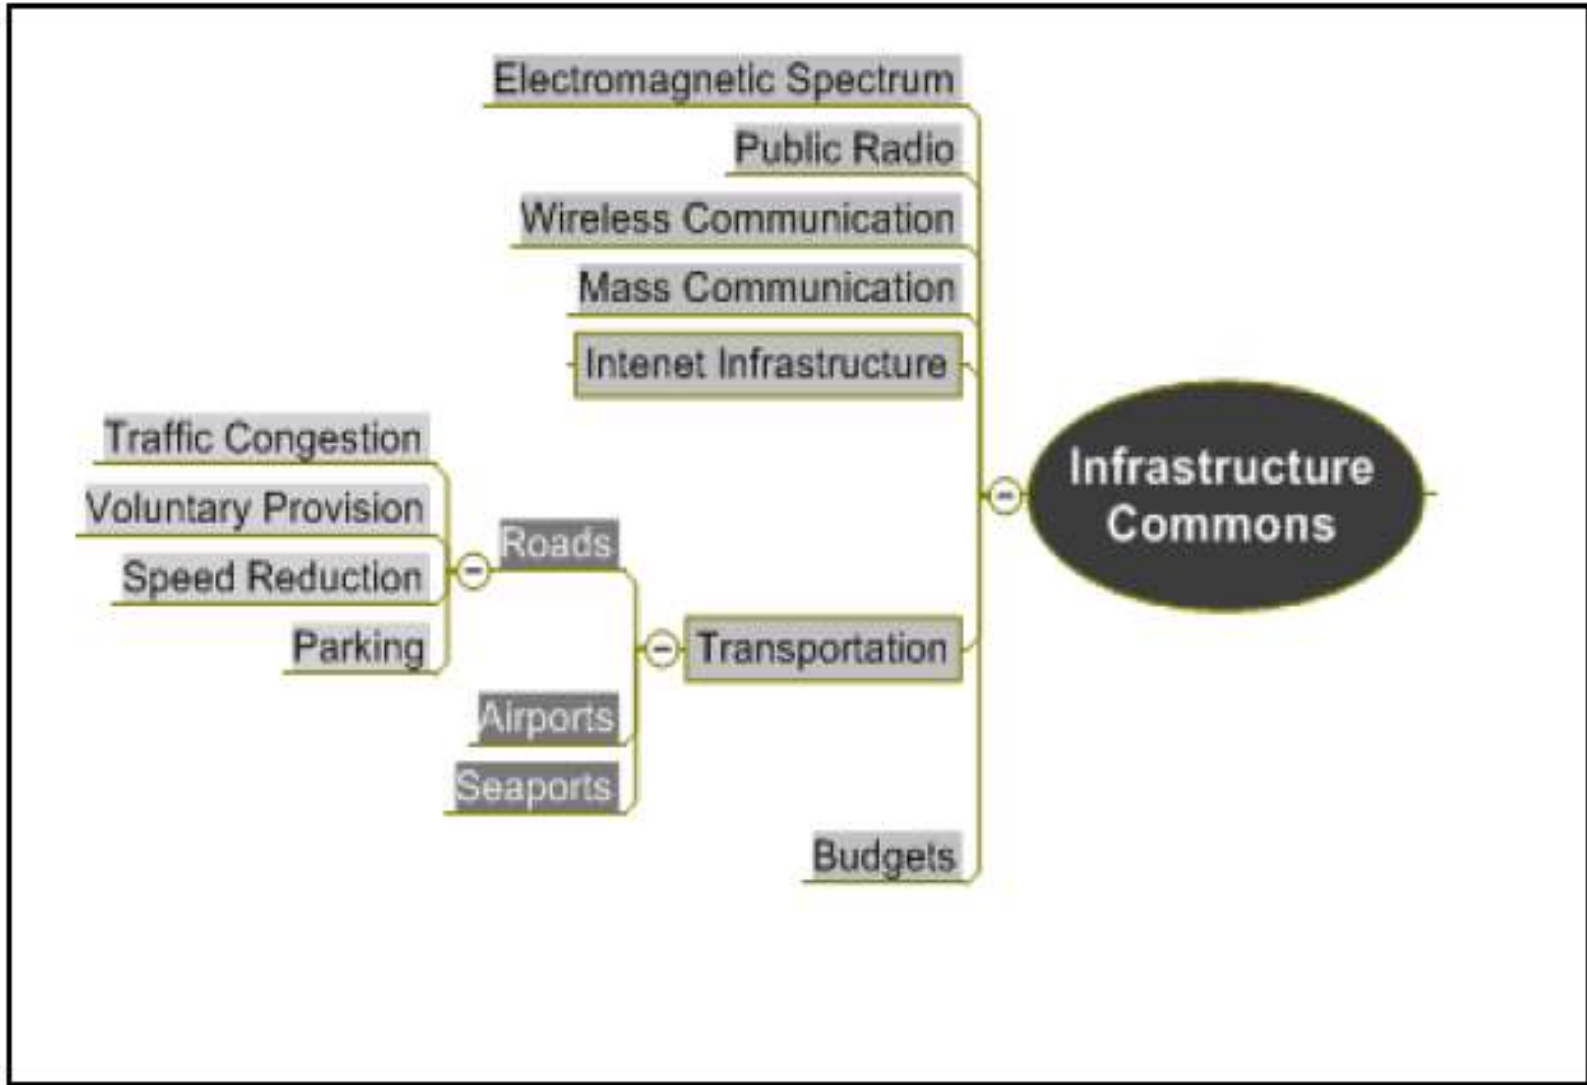 Electromagnetic Spectrum
Public Radio
Wireless Communication
Mass Communication
Intenet Infrastructure
Infrastructure
Commons
Traffic Congestion
Voluntary Provision
Speed Reduction
Parking
Roads
Transportation
Airports
Seaports
Budgets